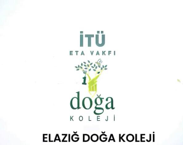 İTÜ
ETA VAKFI
doğa
KOLEJİ
ELAZIĞ DOĞA KOLEJİ